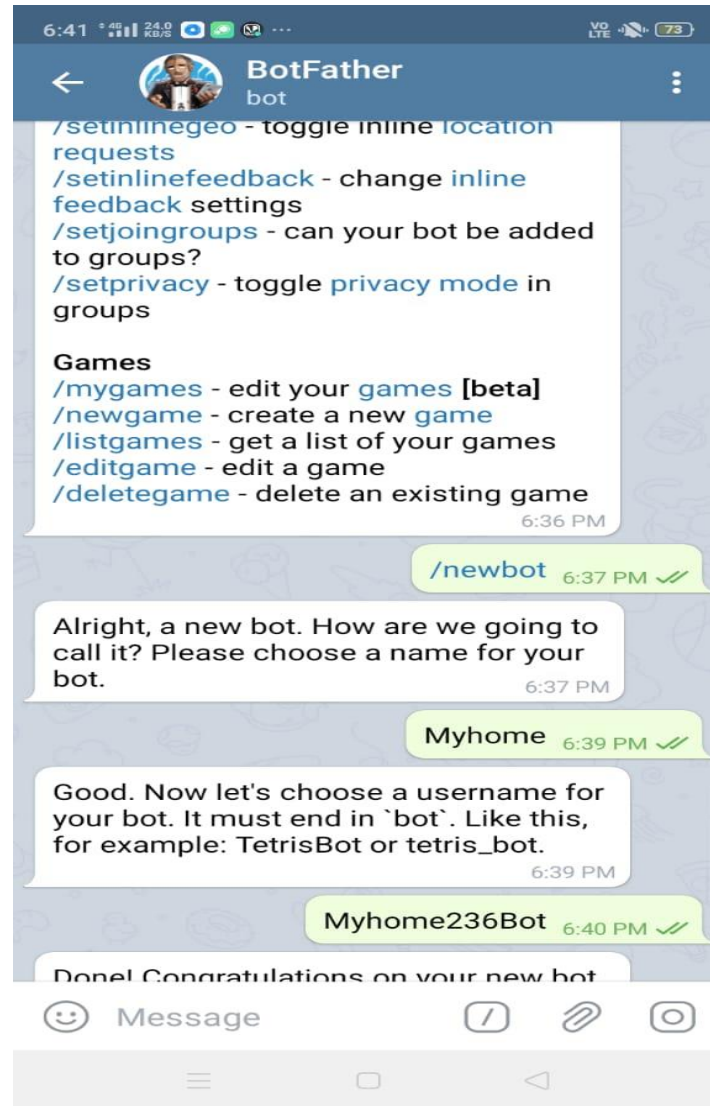 6:41 4G 24.0 KB/S ... VO LTE 73
BotFather
bot
/setinlinegeo - toggle inline location
requests
/setinlinefeedback - change inline
feedback settings
/setjoingroups - can your bot be added
to groups?
/setprivacy - toggle privacy mode in
groups
Games
/mygames - edit your games [beta]
/newgame - create a new game
/listgames - get a list of your games
/editgame - edit a game
/deletegame - delete an existing game
6:36 PM
/newbot 6:37 PM
Alright, a new bot. How are we going to
call it? Please choose a name for your
bot. 6:37 PM
Myhome 6:39 PM
Good. Now let's choose a username for
your bot. It must end in `bot`. Like this,
for example: TetrisBot or tetris_bot.
6:39 PM
Myhome236Bot 6:40 PM
Done! Congratulations on your new bot
Message